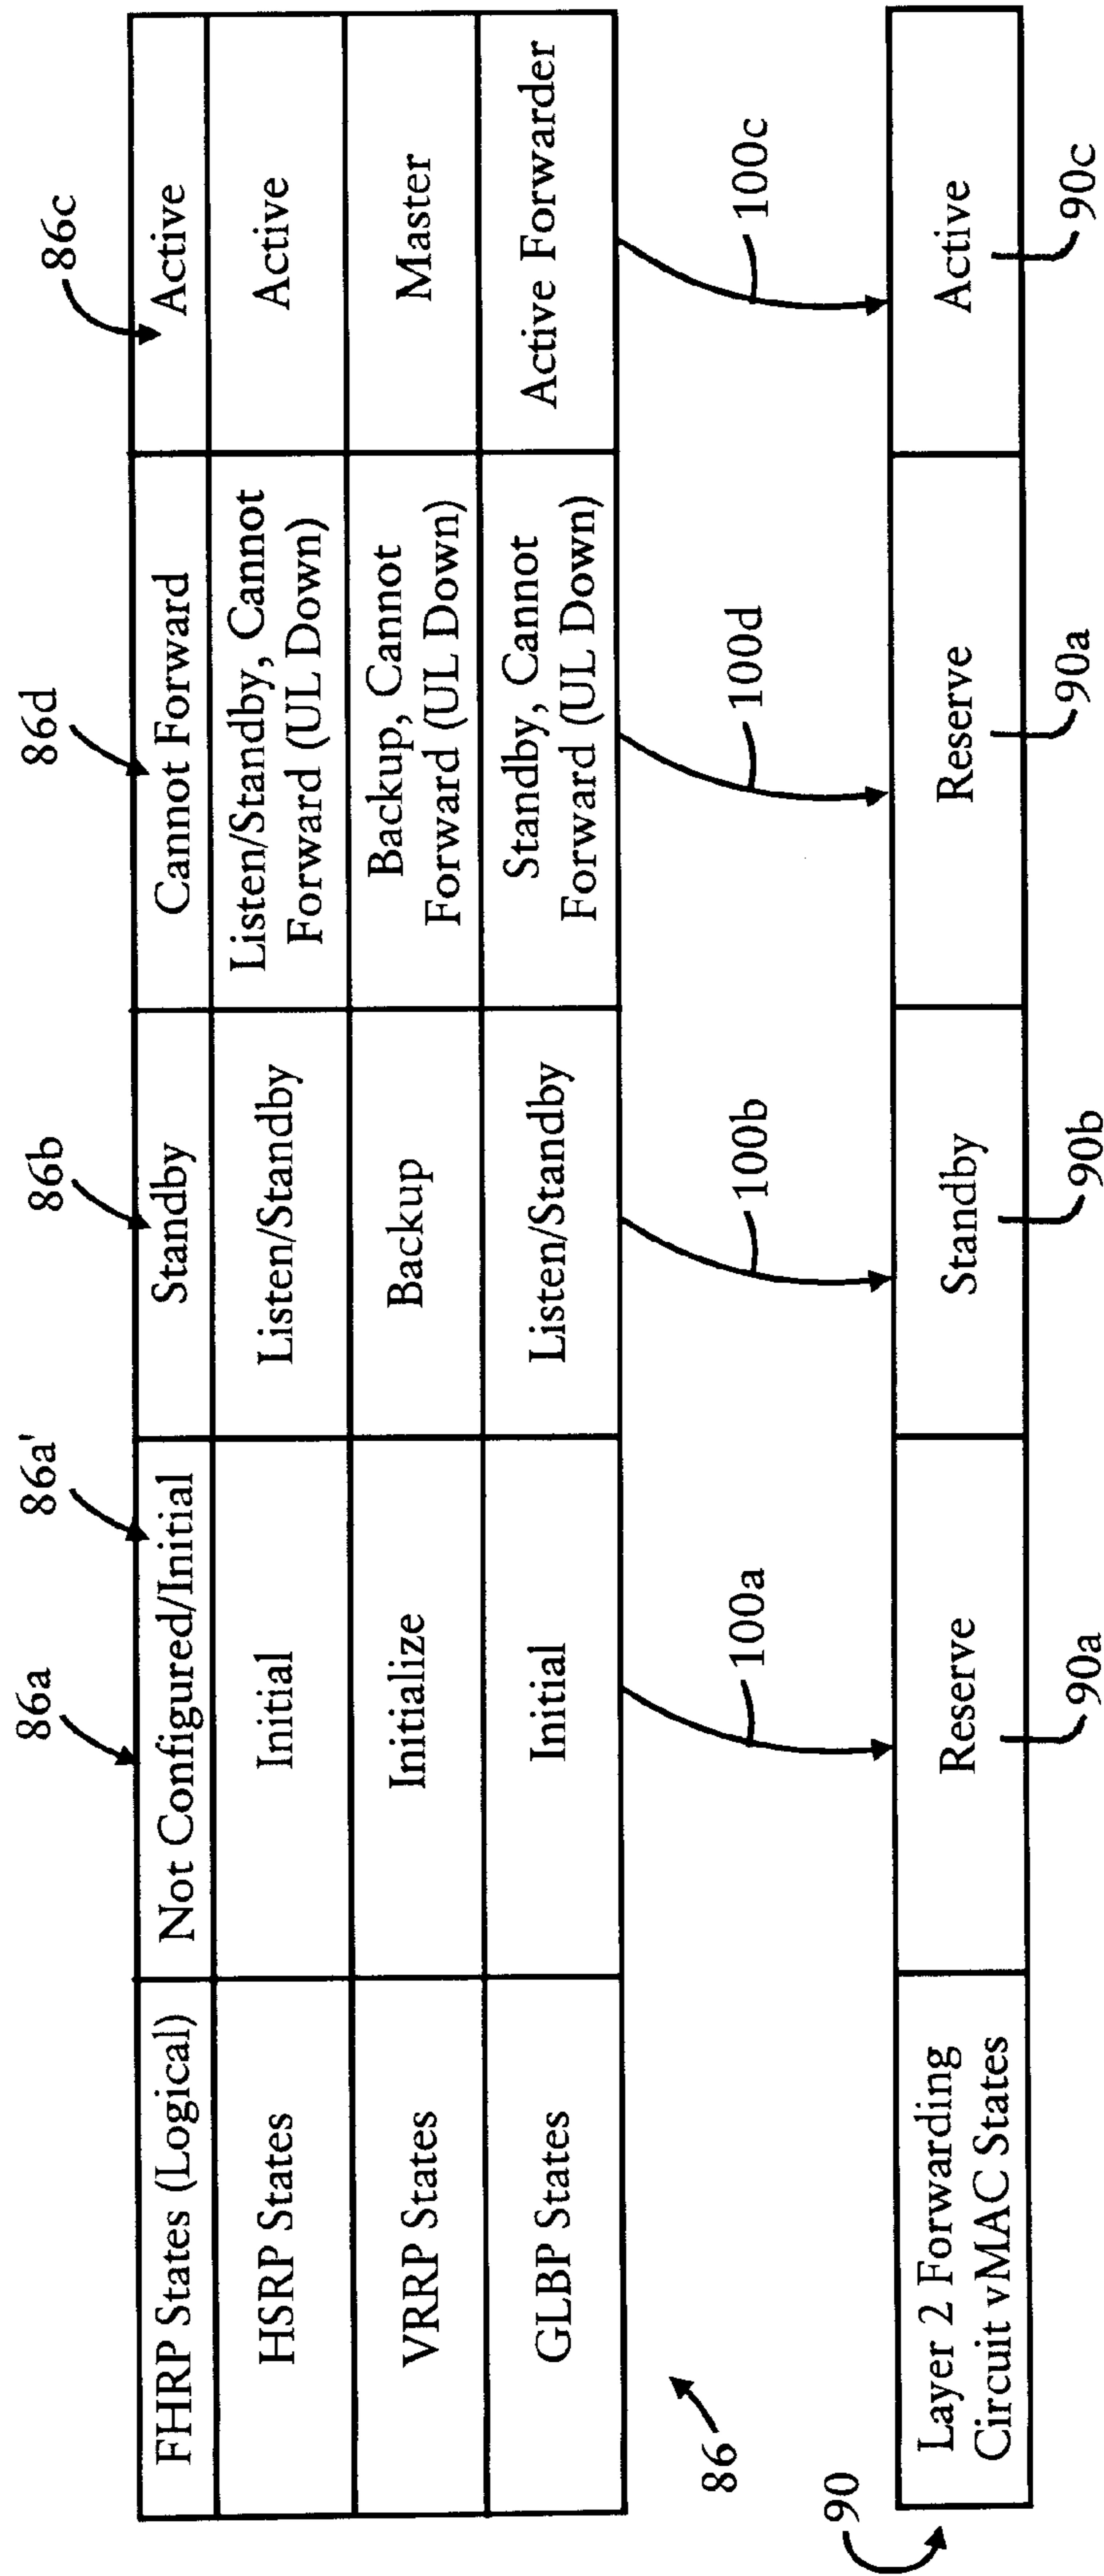 86a
86a'
86b
86d
86c
FHRP States (Logical)
Not Configured/Initial
Standby
Cannot Forward
Active
HSRP States
Initial
Listen/Standby
Listen/Standby, Cannot
Forward (UL Down)
Active
VRRP States
Initialize
Backup
Backup, Cannot
Forward (UL Down)
Master
GLBP States
Initial
Listen/Standby
Standby, Cannot
Forward (UL Down)
Active Forwarder
86
100a
100b
100d
100c
90
Layer 2 Forwarding
Circuit vMAC States
Reserve
Standby
Reserve
Active
90a
90b
90a
90c